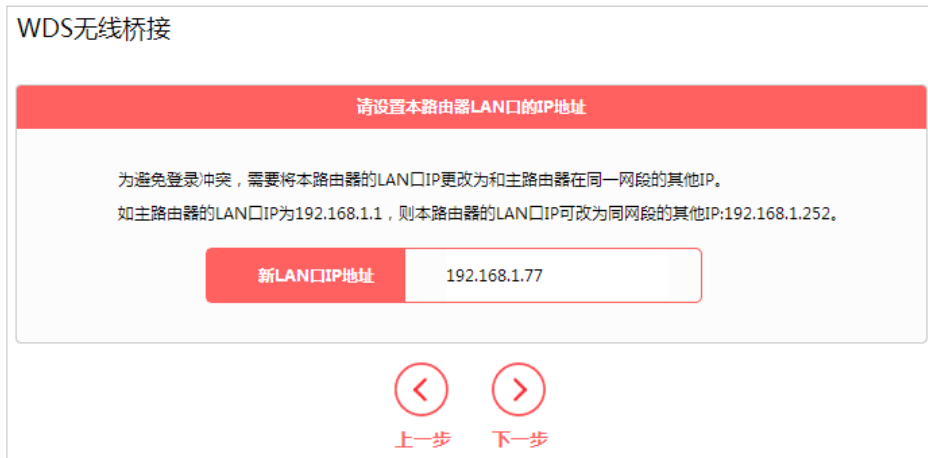 WDS无线桥接
请设置本路由器LAN口的IP地址
为避免登录冲突，需要将本路由器的LAN口IP更改为和主路由器在同一网段的其他IP。
如主路由器的LAN口IP为192.168.1.1，则本路由器的LAN口IP可改为同网段的其他IP:192.168.1.252。
新LAN口IP地址 192.168.1.77
上一步 下一步